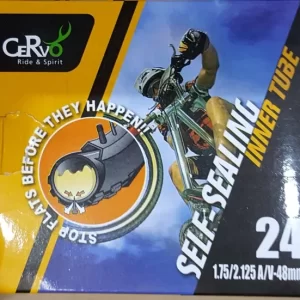 CeRVo
Ride & Spirit
STOP FLATS BEFORE THEY HAPPEN!!
SELF-SEALING
INNER TUBE
24
1.75/2.125 A/V-48mm